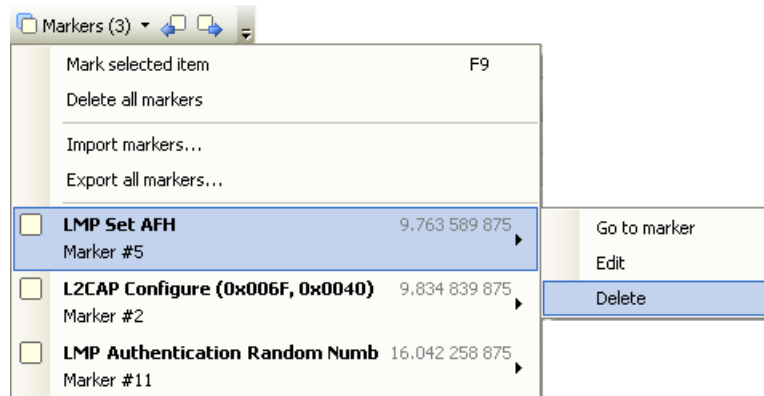 Markers (3)
Mark selected item F9
Delete all markers
Import markers...
Export all markers...
LMP Set AFH 9.763 589 875
Marker #5
Go to marker
Edit
L2CAP Configure (0x006F, 0x0040) 9.834 839 875
Delete
Marker #2
LMP Authentication Random Numb 16.042 258 875
Marker #11